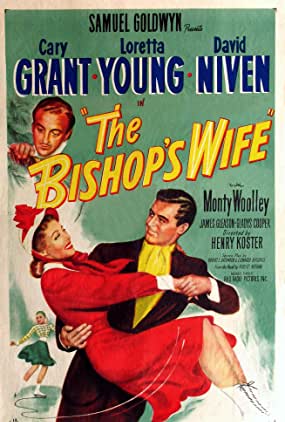 SAMUEL GOLDWYN Presents
Cary Loretta David
GRANT · YOUNG · NIVEN
IN
"The
BISHOP'S WIFE"
with
Monty Woolley
JAMES GLEASON · GLADYS COOPER
Directed by
HENRY KOSTER
RKO RADIO PICTURES, INC.